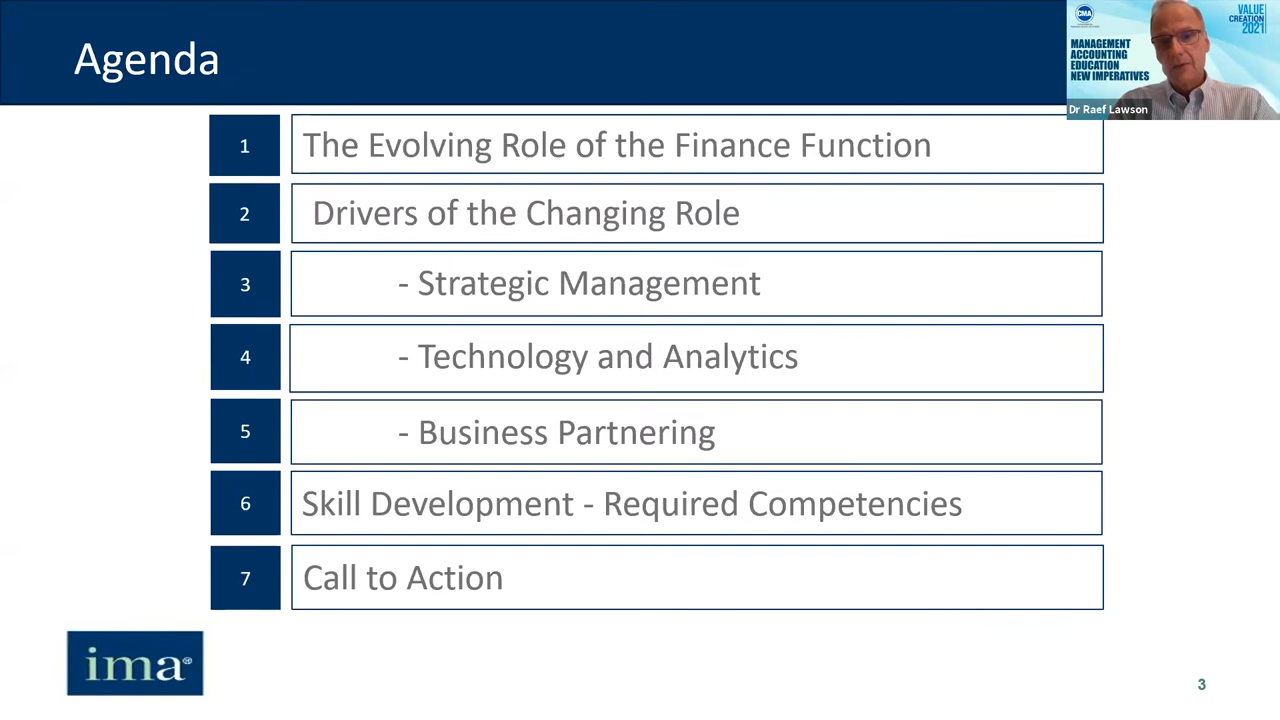 Agenda
CMA
MANAGEMENT
ACCOUNTING
EDUCATION
NEW IMPERATIVES
VALUE
CREATION
2021
Dr Raef Lawson
1
The Evolving Role of the Finance Function
2
Drivers of the Changing Role
3
- Strategic Management
4
- Technology and Analytics
5
- Business Partnering
6
Skill Development - Required Competencies
7
Call to Action
ima®
3